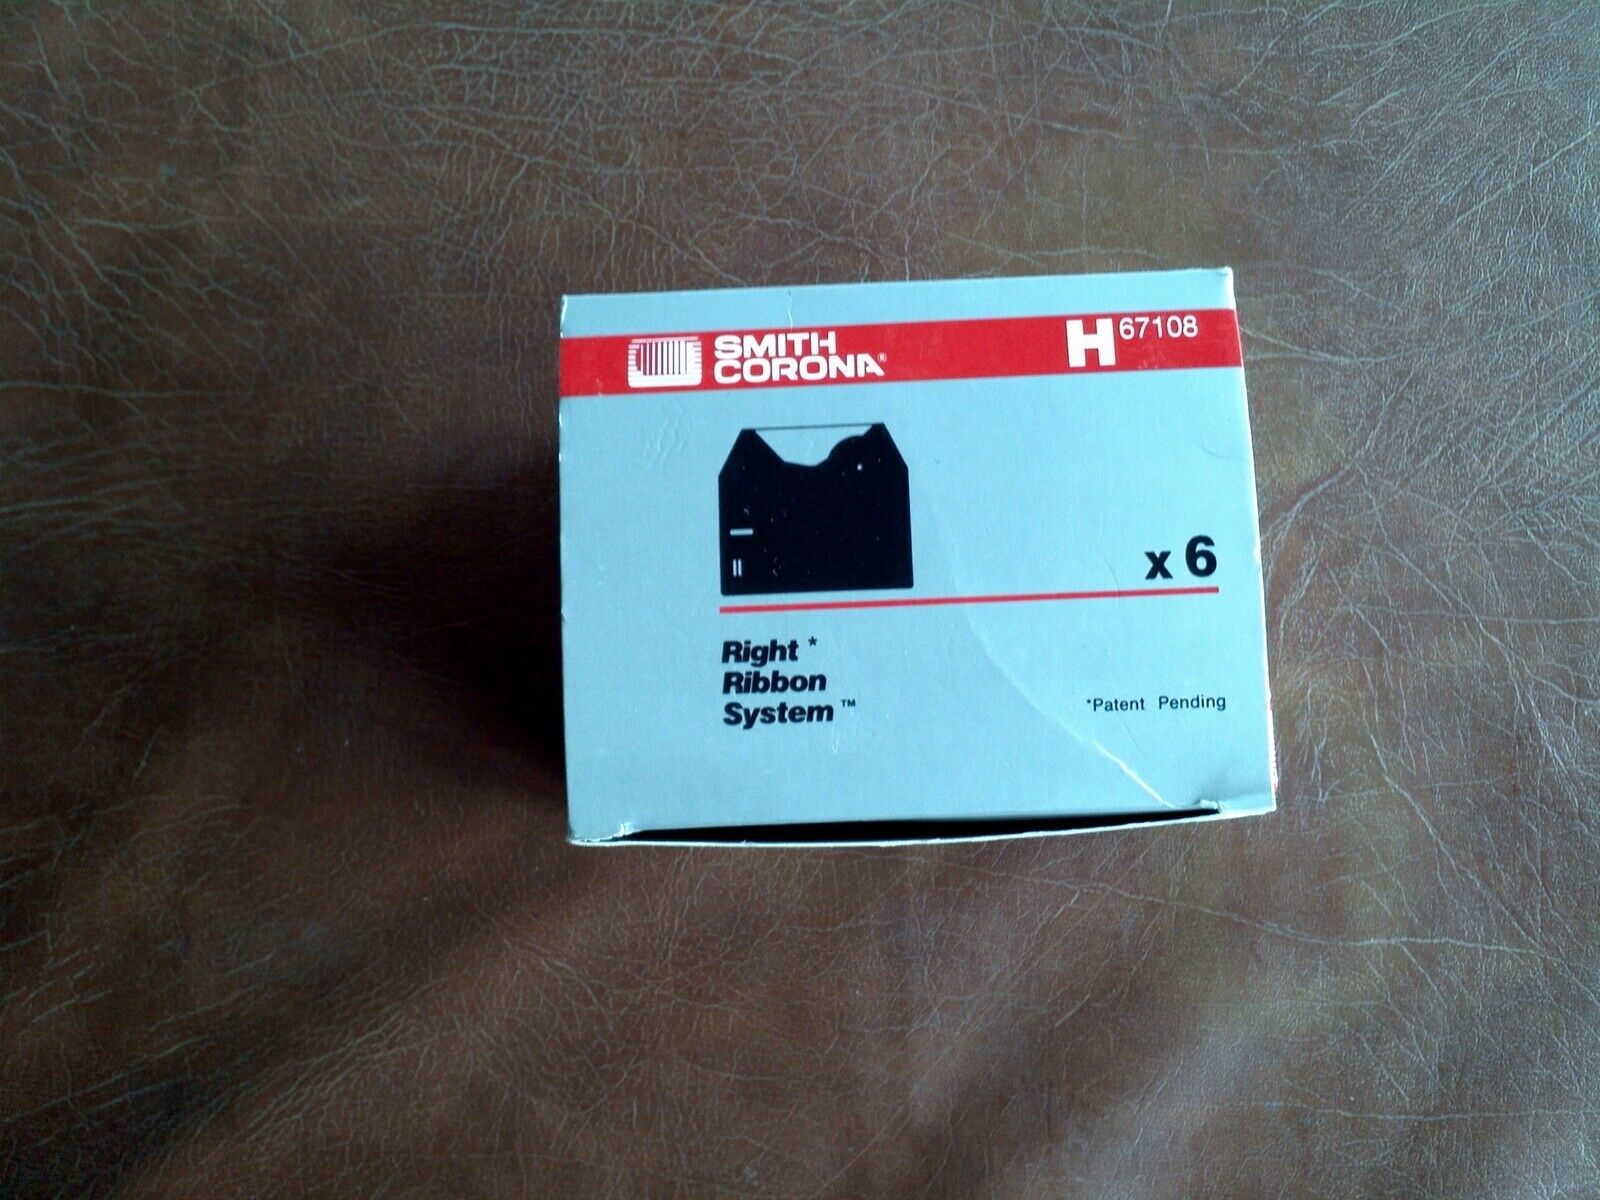 SMITH
CORONA®
H 67108
x 6
Right *
Ribbon
System ™
*Patent Pending